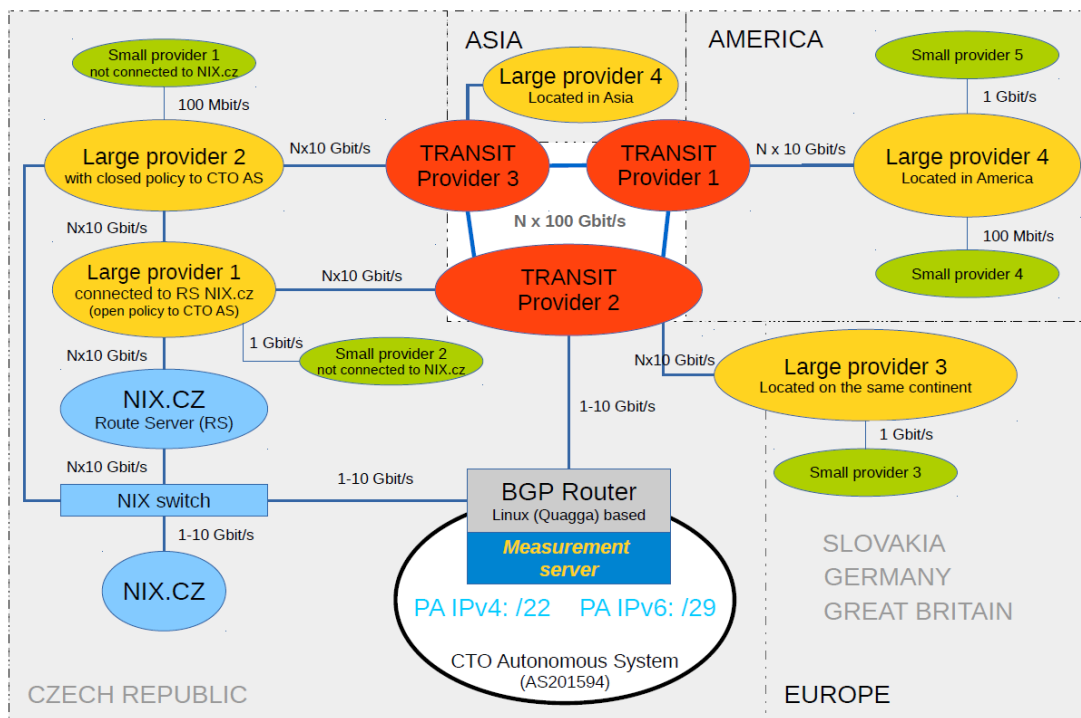 ASIA
AMERICA
Small provider 1
not connected to NIX.cz
100 Mbit/s
Large provider 4
Located in Asia
Small provider 5
1 Gbit/s
Large provider 2
with closed policy to CTO AS
Nx10 Gbit/s
TRANSIT
Provider 3
TRANSIT
Provider 1
N x 10 Gbit/s
Large provider 4
Located in America
Nx10 Gbit/s
N x 100 Gbit/s
100 Mbit/s
Small provider 4
Large provider 1
connected to RS NIX.cz
(open policy to CTO AS)
Nx10 Gbit/s
TRANSIT
Provider 2
1 Gbit/s
Small provider 2
not connected to NIX.cz
Nx10 Gbit/s
Nx10 Gbit/s
Large provider 3
Located on the same continent
NIX.CZ
Route Server (RS)
1-10 Gbit/s
1 Gbit/s
Small provider 3
Nx10 Gbit/s
NIX switch
1-10 Gbit/s
BGP Router
Linux (Quagga) based
Measurement
server
1-10 Gbit/s
NIX.CZ
PA IPv4: /22 PA IPv6: /29
CTO Autonomous System
(AS201594)
SLOVAKIA
GERMANY
GREAT BRITAIN
CZECH REPUBLIC
EUROPE